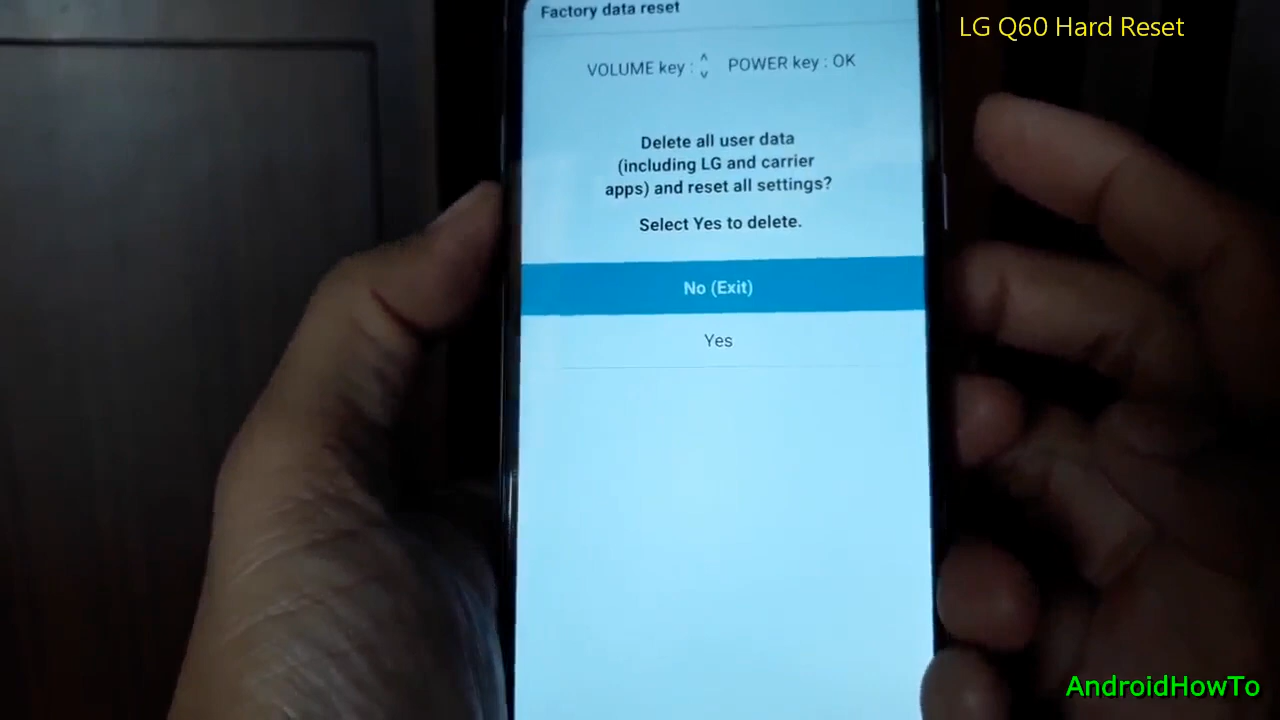 Factory data reset
LG Q60 Hard Reset
VOLUME key : ^ v POWER key : OK
Delete all user data
(including LG and carrier
apps) and reset all settings?
Select Yes to delete.
No (Exit)
Yes
AndroidHowTo